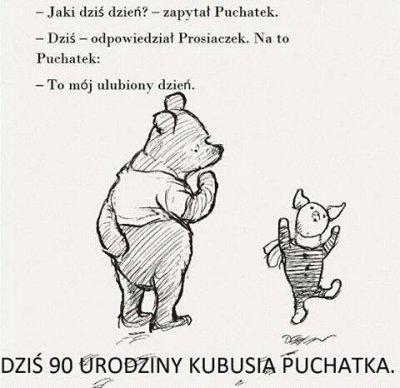 – Jaki dziś dzień? – zapytał Puchatek.
– Dziś – odpowiedział Prosiaczek. Na to
Puchatek:
– To mój ulubiony dzień.
DZIŚ 90 URODZINY KUBUSIA PUCHATKA.